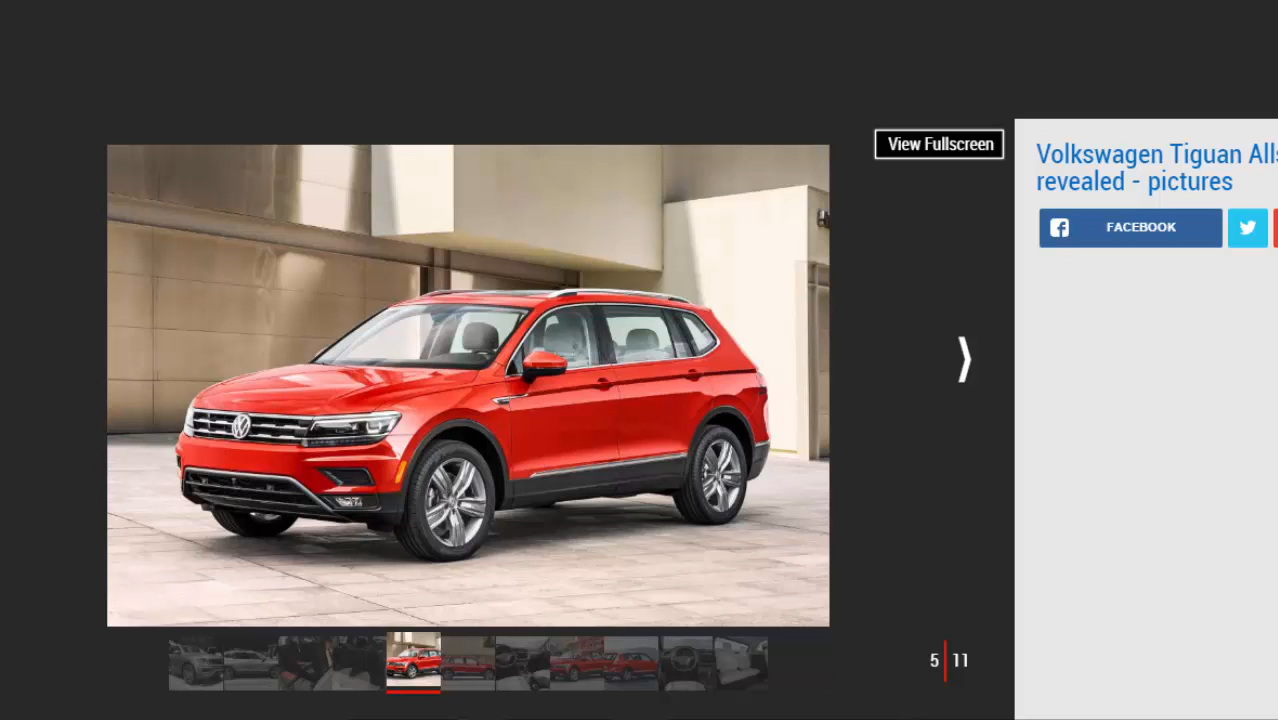 View Fullscreen
Volkswagen Tiguan Alls
revealed - pictures
FACEBOOK
5 11